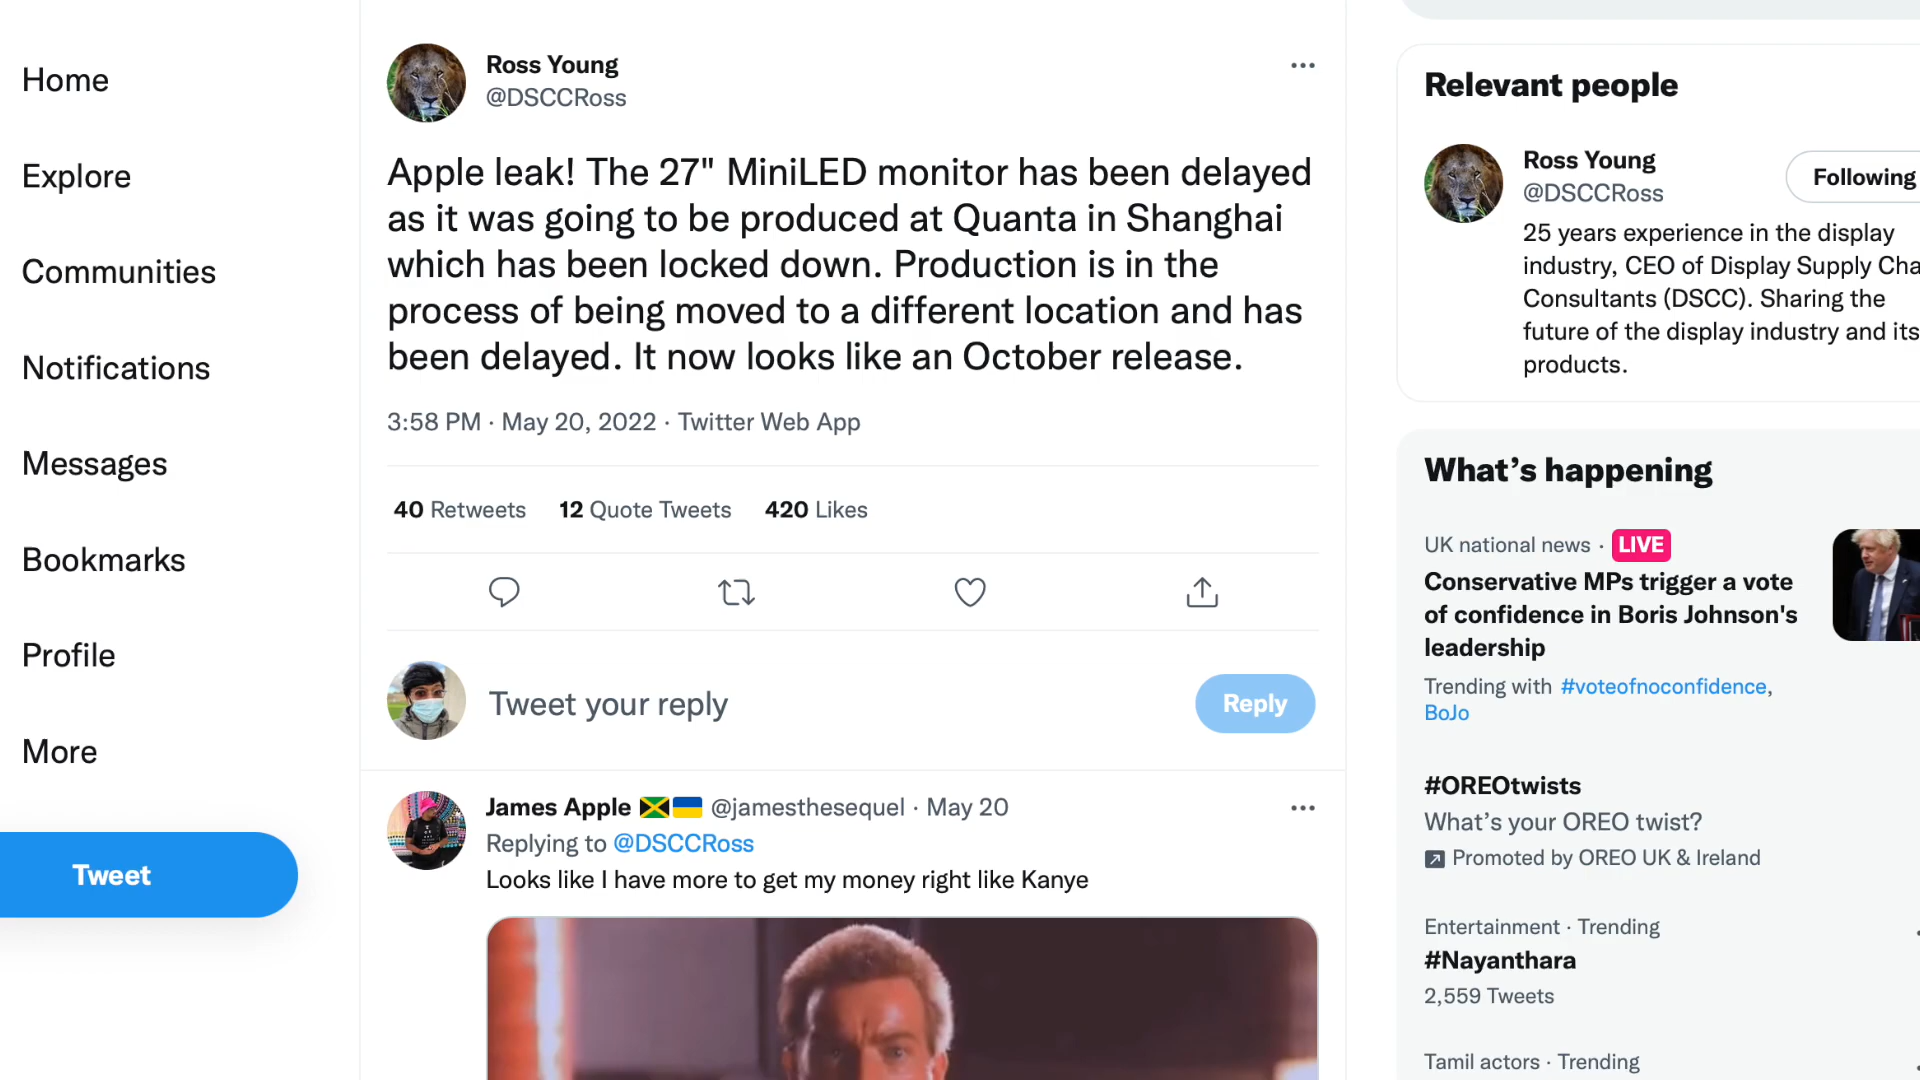 Home
Explore
Communities
Notifications
Messages
Bookmarks
Profile
More
Tweet
Ross Young
@DSCCRoss
Apple leak! The 27" MiniLED monitor has been delayed
as it was going to be produced at Quanta in Shanghai
which has been locked down. Production is in the
process of being moved to a different location and has
been delayed. It now looks like an October release.
3:58 PM · May 20, 2022 · Twitter Web App
40 Retweets 12 Quote Tweets 420 Likes
Tweet your reply
Reply
James Apple @jamesthesequel · May 20
Replying to @DSCCRoss
Looks like I have more to get my money right like Kanye
Relevant people
Ross Young
@DSCCRoss
Following
25 years experience in the display
industry, CEO of Display Supply Cha
Consultants (DSCC). Sharing the
future of the display industry and its
products.
What's happening
UK national news · LIVE
Conservative MPs trigger a vote
of confidence in Boris Johnson's
leadership
Trending with #voteofnoconfidence,
BoJo
#OREOtwists
What's your OREO twist?
Promoted by OREO UK & Ireland
Entertainment · Trending
#Nayanthara
2,559 Tweets
Tamil actors · Trending